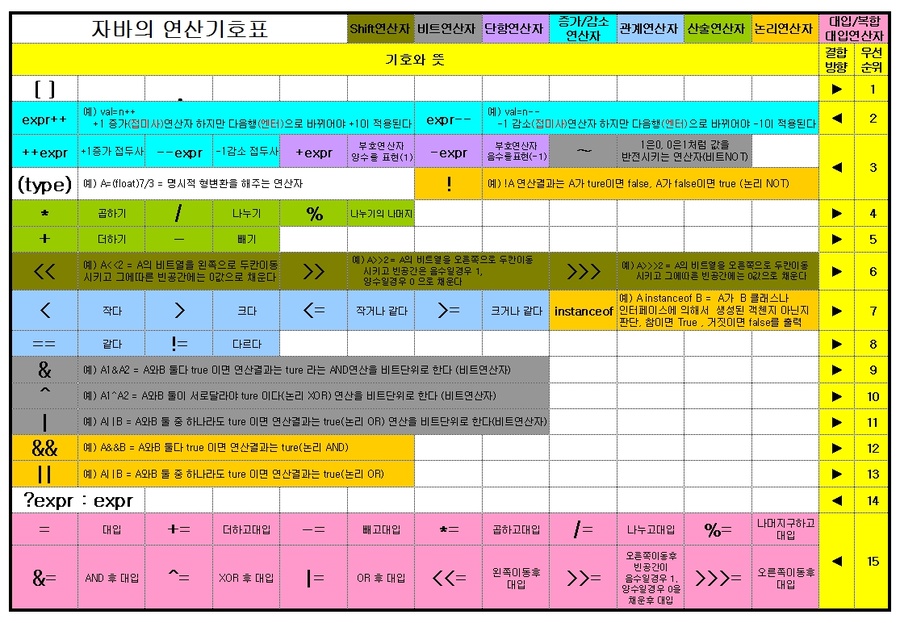 자바의 연산기호표 Shift연산자 비트연산자 단항연산자 증가/감소 연산자 관계연산자 산술연산자 논리연산자 대입/복합 대입연산자
기호와 뜻 결합 방향 우선 순위
[ ] . ▶ 1
expr++ 예) val=n++
+1 증가(접미사)연산자 하지만 다음행(엔터)으로 바뀌어야 +1이 적용된다
expr-- 예) val=n--
-1 감소(접미사)연산자 하지만 다음행(엔터)으로 바뀌어야 -1이 적용된다
◀ 2
++expr +1증가 접두사 --expr -1감소 접두사 +expr 부호연산자
양수를 표현(1)
-expr 부호연산자
음수를표현(-1)
~ 1은0, 0은1처럼 값을
반전시키는 연산자(비트NOT)
◀ 3
(type) 예) A=(float)7/3 = 명시적 형변환을 해주는 연산자 ! 예) !A 연산결과는 A가 ture이면 false, A가 false이면 true (논리 NOT)
* 곱하기 / 나누기 % 나누기의 나머지 ▶ 4
+ 더하기 - 빼기 ▶ 5
<< 예) A<<2 = A의 비트열을 왼쪽으로 두칸이동
시키고 그에따른 빈공간에는 0값으로 채운다
>> 예) A>>2 = A의 비트열을 오른쪽으로 두칸이동
시키고 빈공간은 음수일경우 1,
양수일경우 0 으로 채운다
>>> 예) A>>>2 = A의 비트열을 오른쪽으로 두칸이동
시키고 그에따른 빈공간에는 0값으로 채운다
▶ 6
< 작다 > 크다 <= 작거나 같다 >= 크거나 같다 instanceof 예) A instanceof B = A가 B 클래스나
인터페이스에 의해서 생성된 객첸지 아닌지
판단, 참이면 True , 거짓이면 false를 출력
▶ 7
== 같다 != 다르다 ▶ 8
& 예) A1&A2 = A와B 둘다 true 이면 연산결과는 ture 라는 AND연산을 비트단위로 한다 (비트연산자) ▶ 9
^ 예) A1^A2 = A와B 둘이 서로달라야 ture 이다(논리 XOR) 연산을 비트단위로 한다 (비트연산자) ▶ 10
| 예) A||B = A와B 둘 중 하나라도 ture 이면 연산결과는 true(논리 OR) 연산을 비트단위로 한다(비트연산자) ▶ 11
&& 예) A&&B = A와B 둘다 true 이면 연산결과는 ture(논리 AND) ▶ 12
|| 예) A||B = A와B 둘 중 하나라도 ture 이면 연산결과는 true(논리 OR) ▶ 13
?expr : expr ◀ 14
= 대입 += 더하고대입 -= 빼고대입 *= 곱하고대입 /= 나누고대입 %= 나머지구하고
대입
◀ 15
&= AND 후 대입 ^= XOR 후 대입 |= OR 후 대입 <<= 왼쪽이동후
대입
>>= 오른쪽이동후
빈공간이
음수일경우 1,
양수일경우 0을
채운후 대입
>>>= 오른쪽이동후
대입